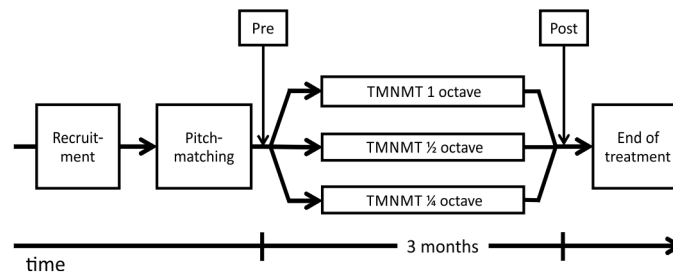 Pre
Post
TMNMT 1 octave
Recruit-
ment
Pitch-
matching
TMNMT ½ octave
End of
treatment
TMNMT ¼ octave
3 months
time